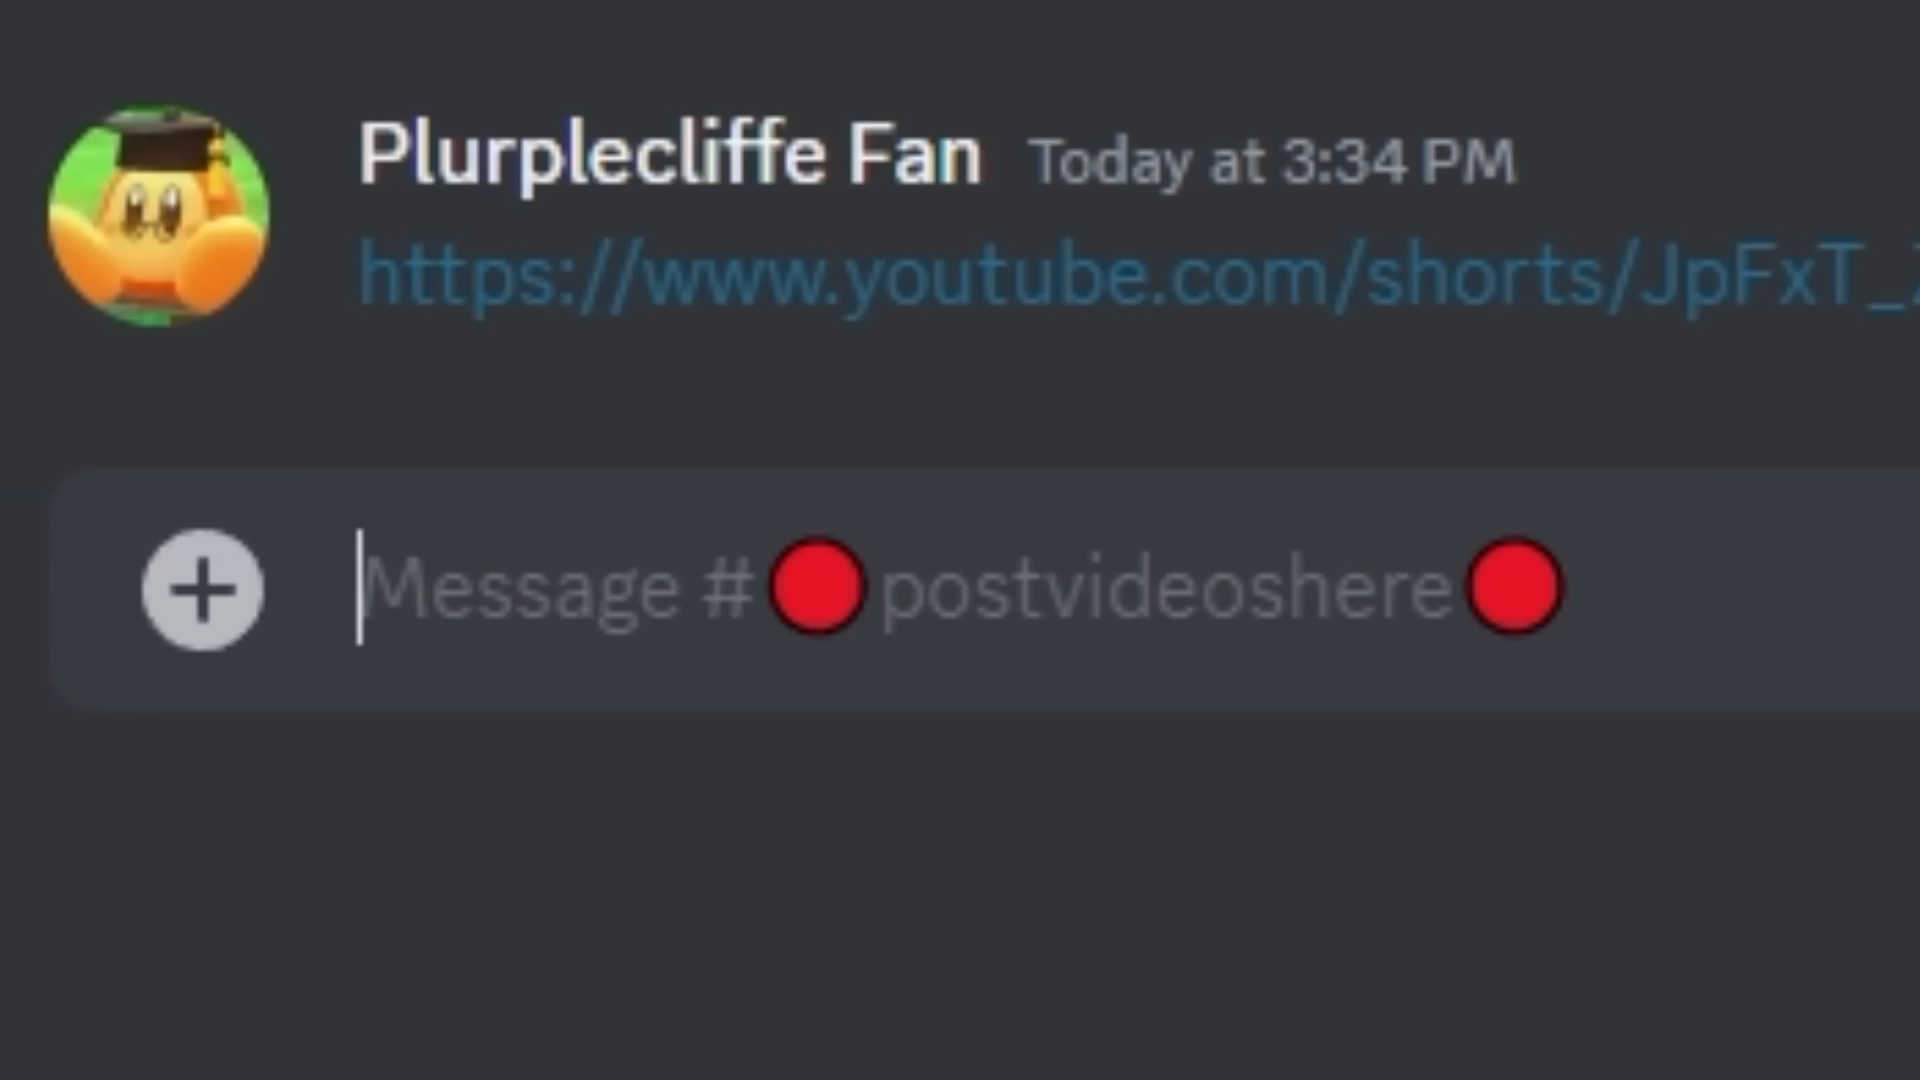 Plurplecliffe Fan Today at 3:34 PM
https://www.youtube.com/shorts/JpFxT_
Message #🔴postvideoshere🔴